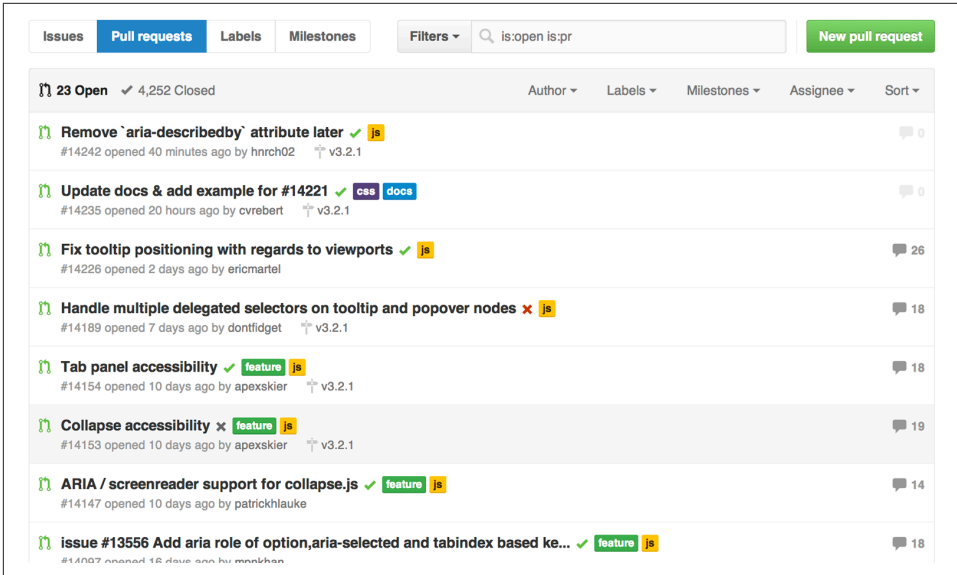 Issues Pull requests Labels Milestones Filters is:open is:pr New pull request
23 Open 4,252 Closed Author Labels Milestones Assignee Sort
Remove `aria-describedby` attribute later js 0
#14242 opened 40 minutes ago by hnrch02 v3.2.1
Update docs & add example for #14221 css docs 0
#14235 opened 20 hours ago by cvrebert v3.2.1
Fix tooltip positioning with regards to viewports js 26
#14226 opened 2 days ago by ericmartel
Handle multiple delegated selectors on tooltip and popover nodes js 18
#14189 opened 7 days ago by dontfidget v3.2.1
Tab panel accessibility feature js 18
#14154 opened 10 days ago by apexskier v3.2.1
Collapse accessibility feature js 19
#14153 opened 10 days ago by apexskier v3.2.1
ARIA / screenreader support for collapse.js feature js 14
#14147 opened 10 days ago by patrickhlauke
issue #13556 Add aria role of option,aria-selected and tabindex based ke... feature js 18
#14097 opened 16 days ago by mpnkhan